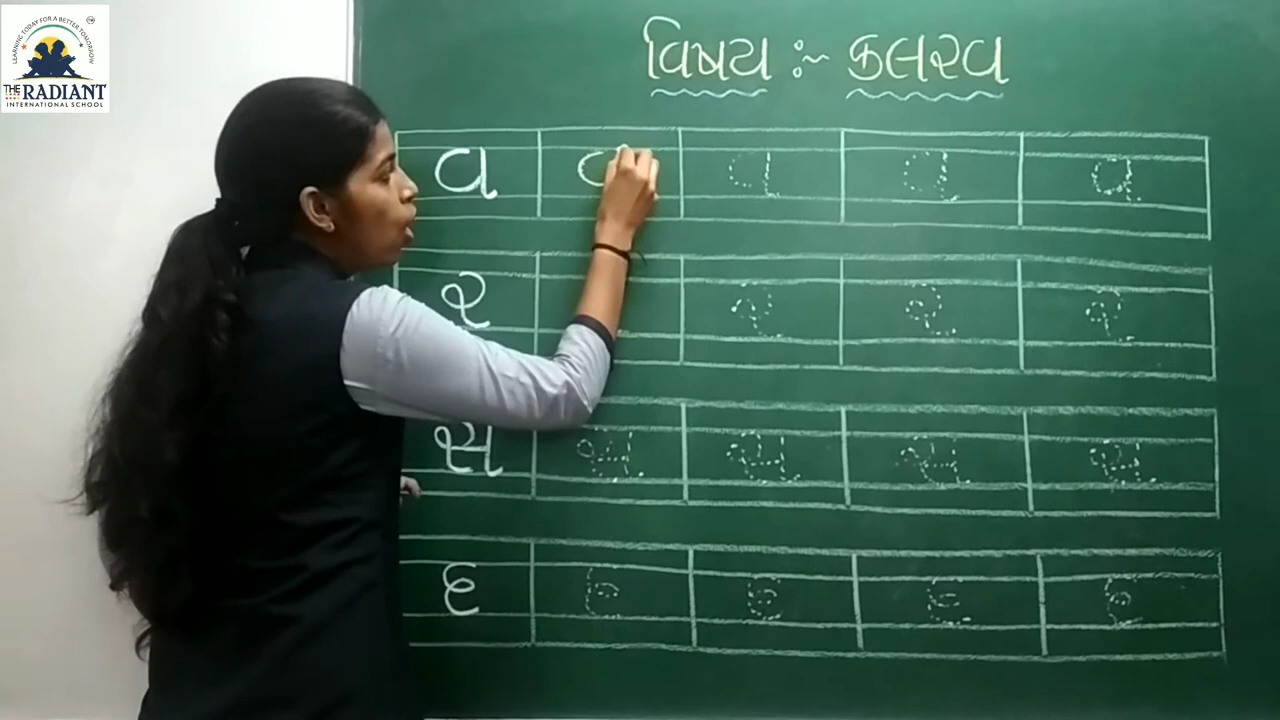 LEARNING TODAY FOR A BETTER TOMORROW
THE RADIANT
INTERNATIONAL SCHOOL
વિષય :~ કલરવ
વ વ વ વ વ
ર ર ર ર
સ સ સ સ સ
દ દ દ દ દ